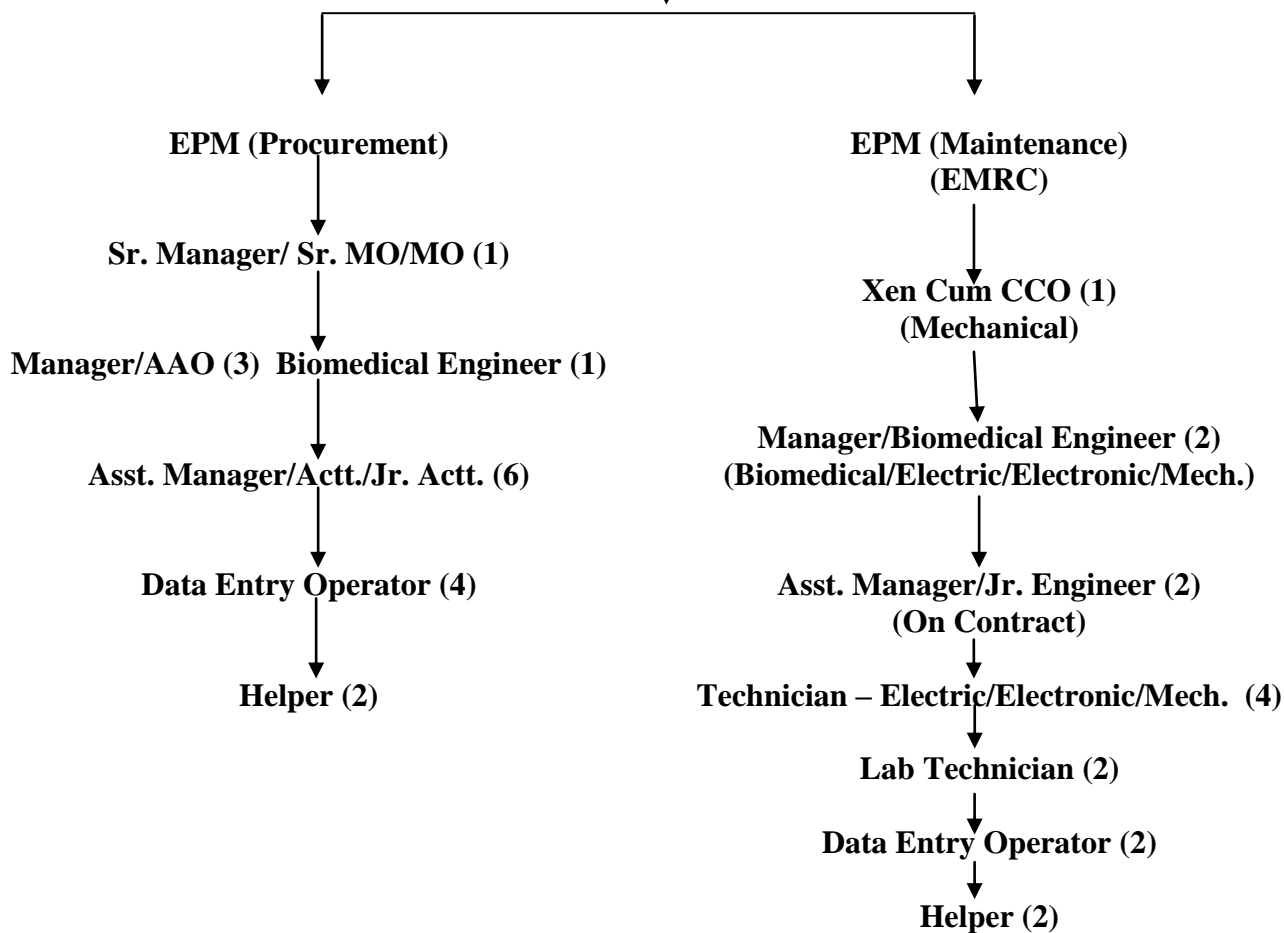 EPM (Procurement)
Sr. Manager/ Sr. MO/MO (1)
Manager/AAO (3)  Biomedical Engineer (1)
Asst. Manager/Actt./Jr. Actt. (6)
Data Entry Operator (4)
Helper (2)
EPM (Maintenance)
(EMRC)
Xen Cum CCO (1)
(Mechanical)
Manager/Biomedical Engineer (2)
(Biomedical/Electric/Electronic/Mech.)
Asst. Manager/Jr. Engineer (2)
(On Contract)
Technician – Electric/Electronic/Mech.  (4)
Lab Technician (2)
Data Entry Operator (2)
Helper (2)